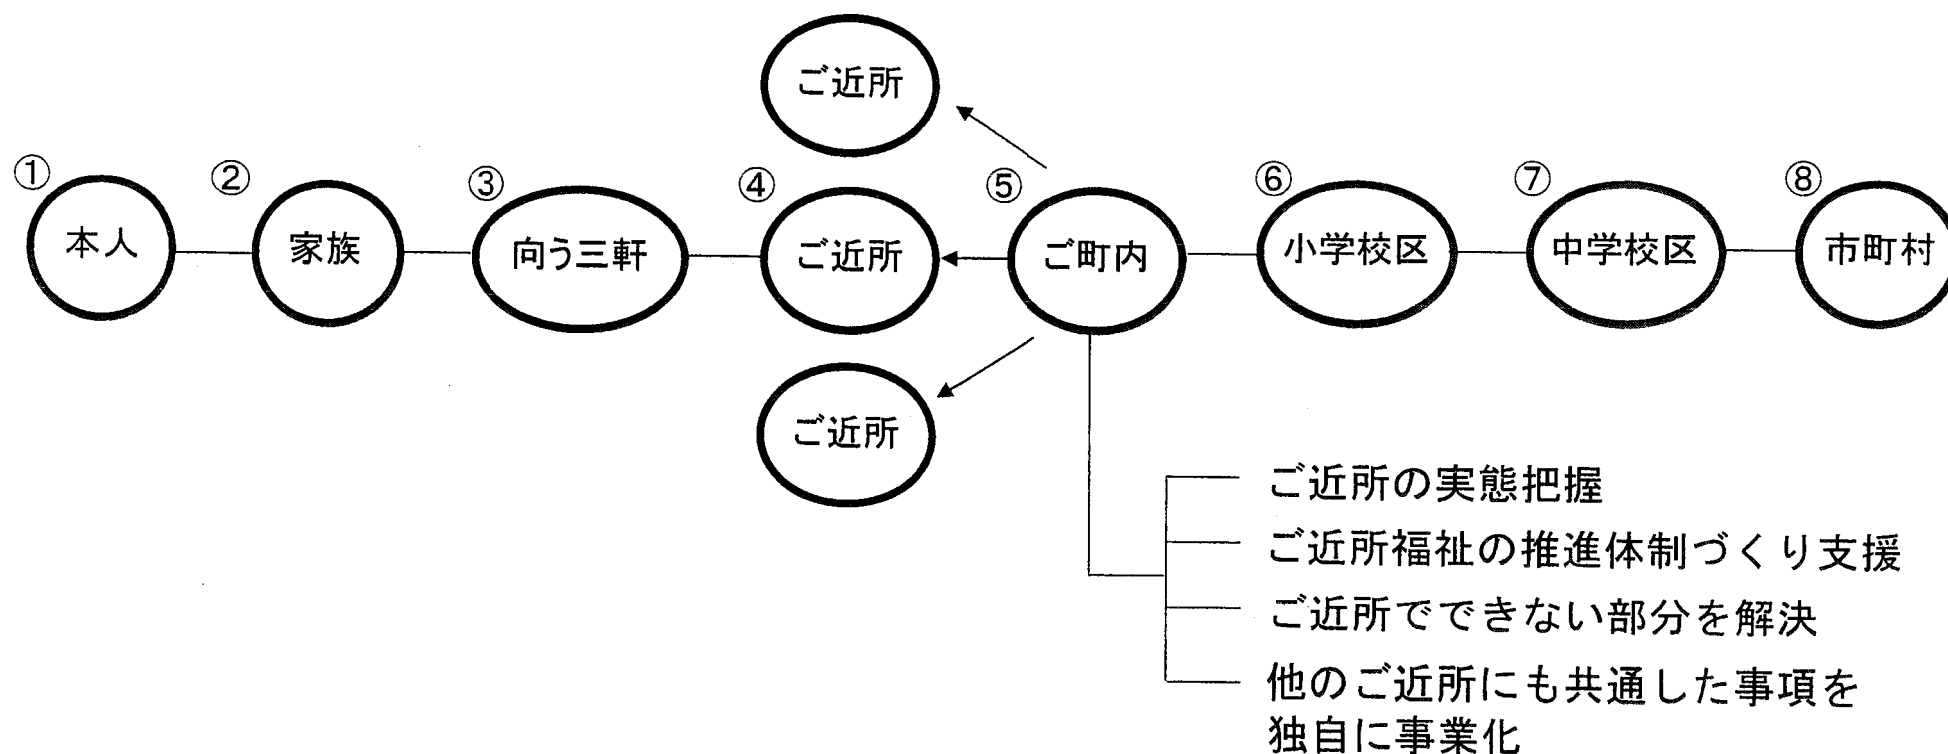 ご近所
① 本人
② 家族
③ 向う三軒
④ ご近所
⑤ ご町内
⑥ 小学校区
⑦ 中学校区
⑧ 市町村
ご近所
ご近所の実態把握
ご近所福祉の推進体制づくり支援
ご近所でできない部分を解決
他のご近所にも共通した事項を
独自に事業化